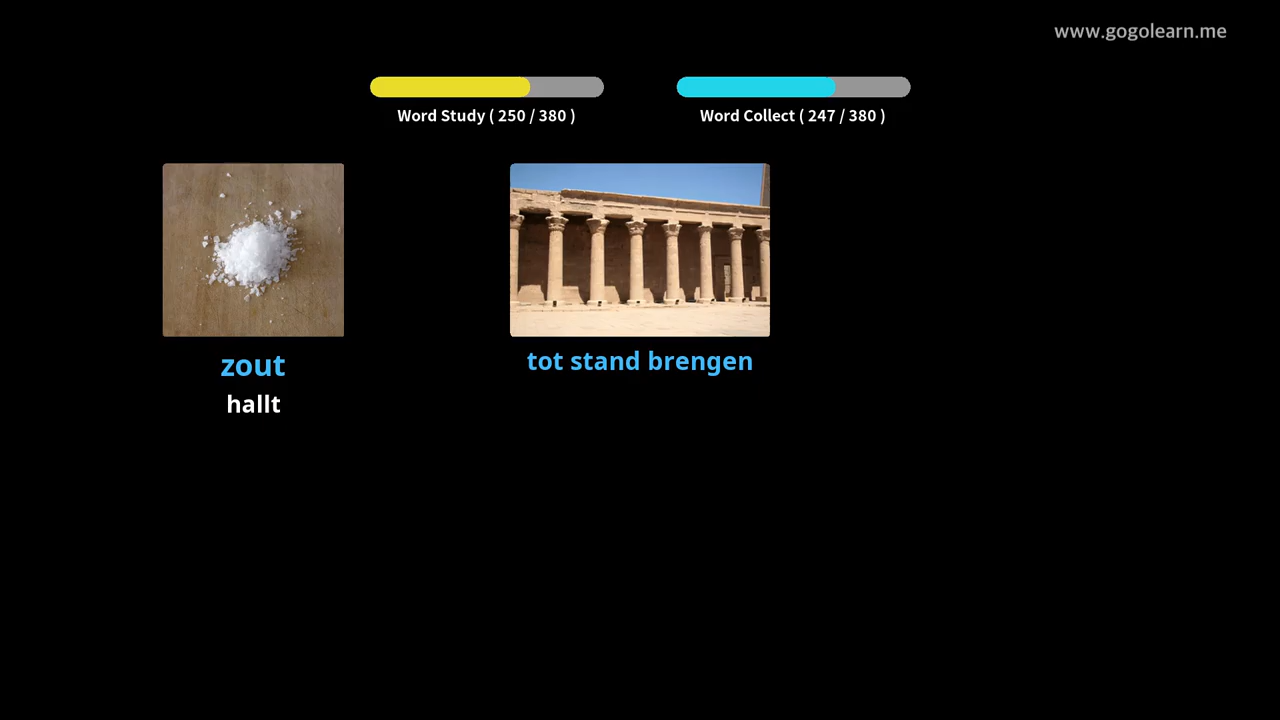 www.gogolearn.me
Word Study ( 250 / 380 )
Word Collect ( 247 / 380 )
zout
hallt
tot stand brengen